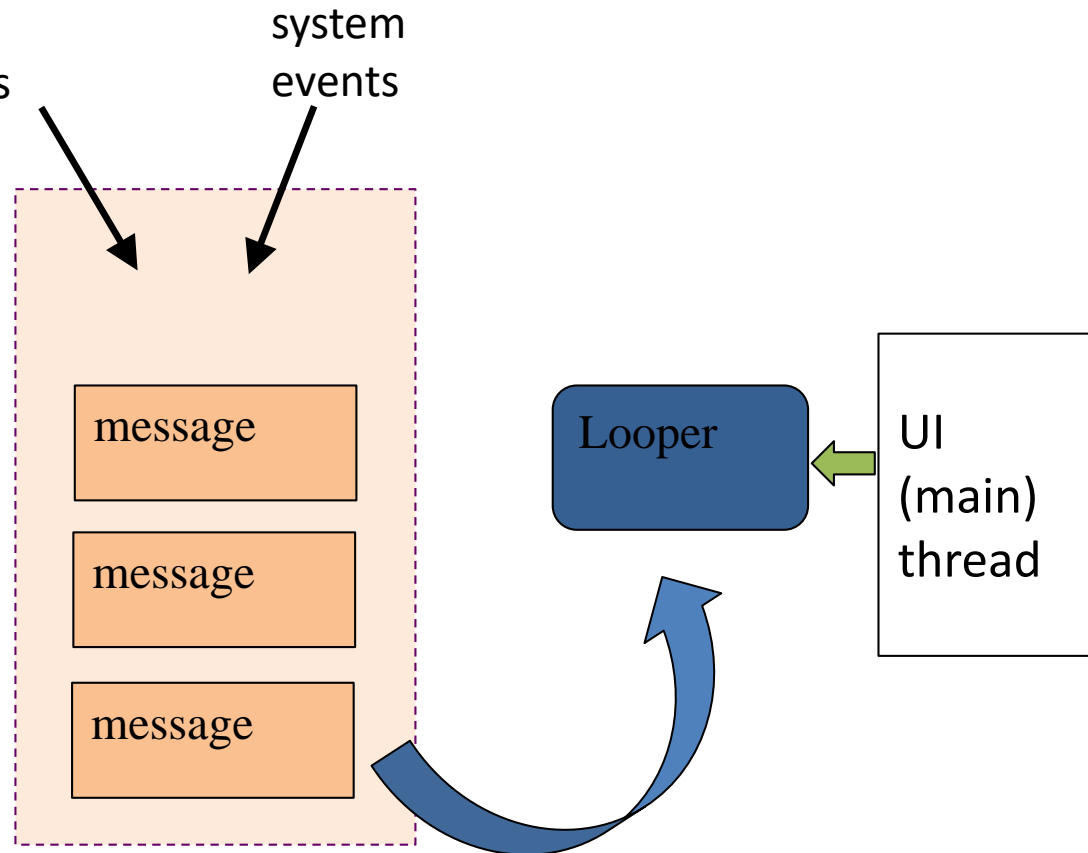 system
events
s
message
message
message
Looper
UI
(main)
thread